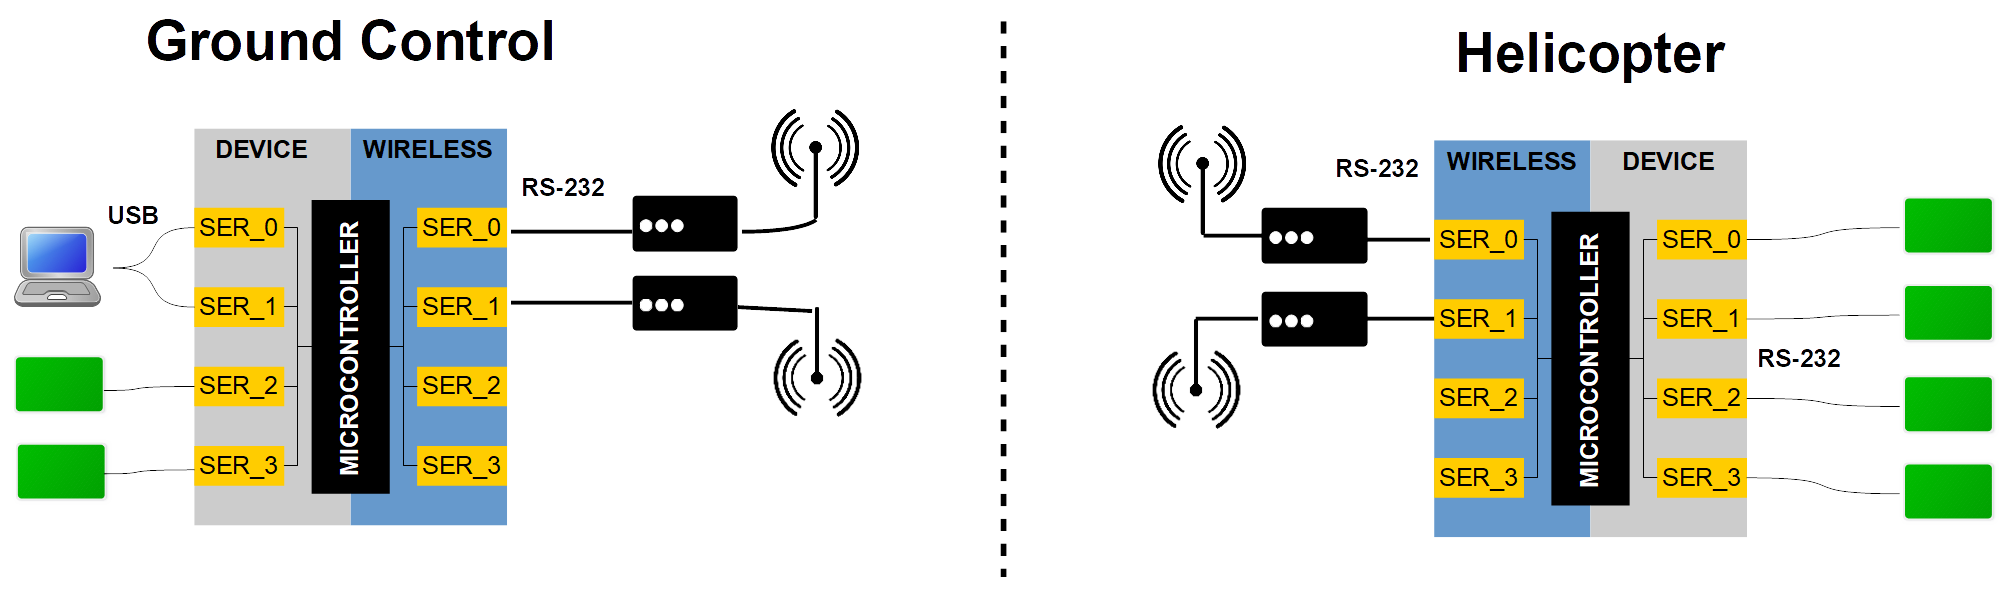 Ground Control
Helicopter
DEVICE
WIRELESS
USB
RS-232
SER_0
SER_1
SER_2
SER_3
MICROCONTROLLER
SER_0
SER_1
SER_2
SER_3
RS-232
WIRELESS
DEVICE
SER_0
SER_1
SER_2
SER_3
MICROCONTROLLER
SER_0
SER_1
SER_2
SER_3
RS-232